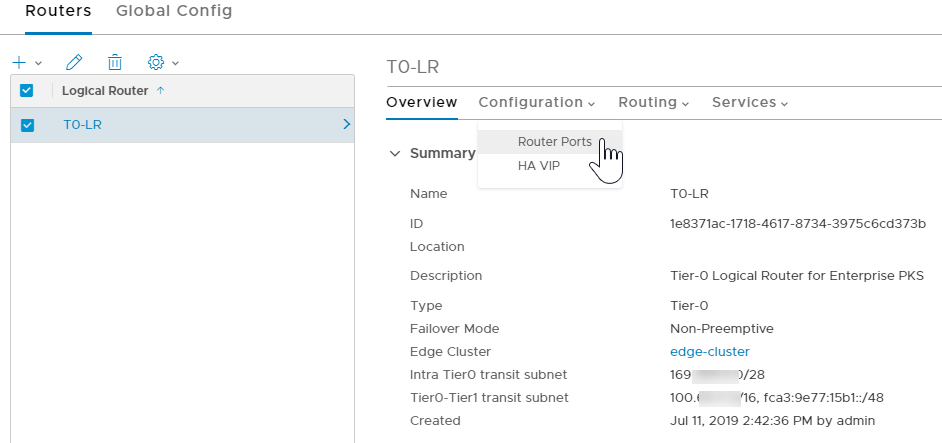 Routers Global Config
T0-LR
Logical Router
Overview Configuration Routing Services
T0-LR
Router Ports
Summary
HA VIP
Name T0-LR
ID 1e8371ac-1718-4617-8734-3975c6cd373b
Location
Description Tier-0 Logical Router for Enterprise PKS
Type Tier-0
Failover Mode Non-Preemptive
Edge Cluster edge-cluster
Intra Tier0 transit subnet 169 /28
Tier0-Tier1 transit subnet 100. /16, fca3:9e77:15b1::/48
Created Jul 11, 2019 2:42:36 PM by admin